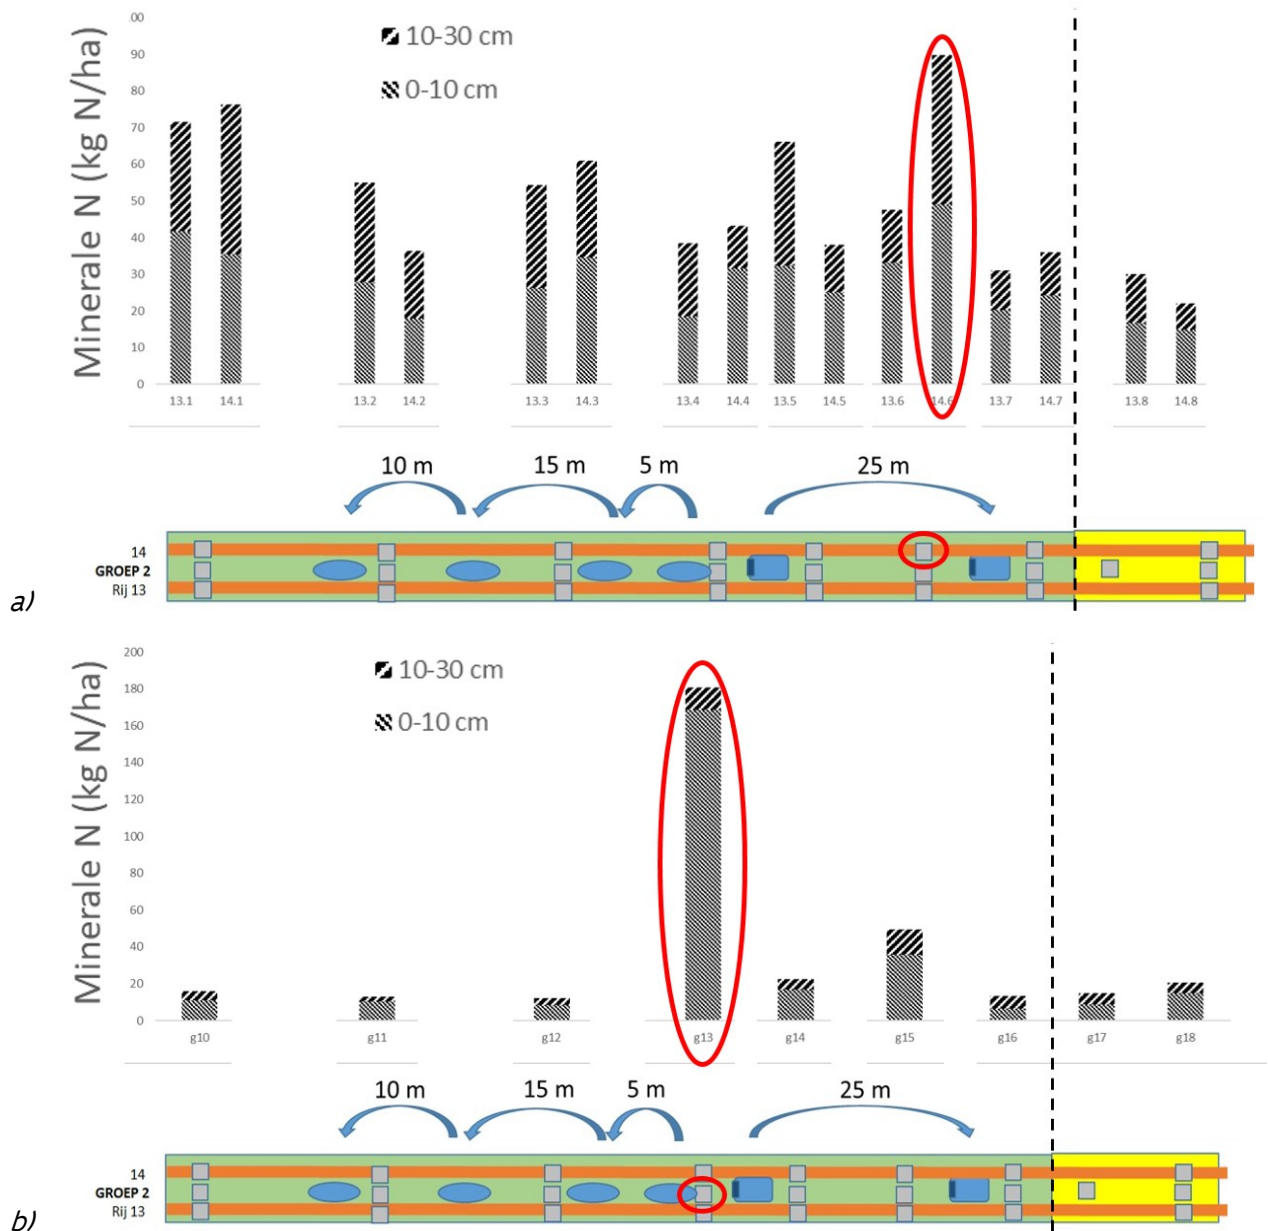 00
90
80
70
60
50
40
30
20
10
0
Minerale N (kg N/ha)
10-30 cm
0-10 cm
13.1 14.1 13.2 14.2 13.3 14.3 13.4 14.4 13.5 14.5 13.6 14.6 13.7 14.7 13.8 14.8
10 m 15 m 5 m 25 m
14
GROEP 2
Rij 13
a)
200
180
160
140
120
100
80
60
40
20
0
Minerale N (kg N/ha)
10-30 cm
0-10 cm
g10 g11 g12 g13 g14 g15 g16 g17 g18
10 m 15 m 5 m 25 m
14
GROEP 2
Rij 13
b)